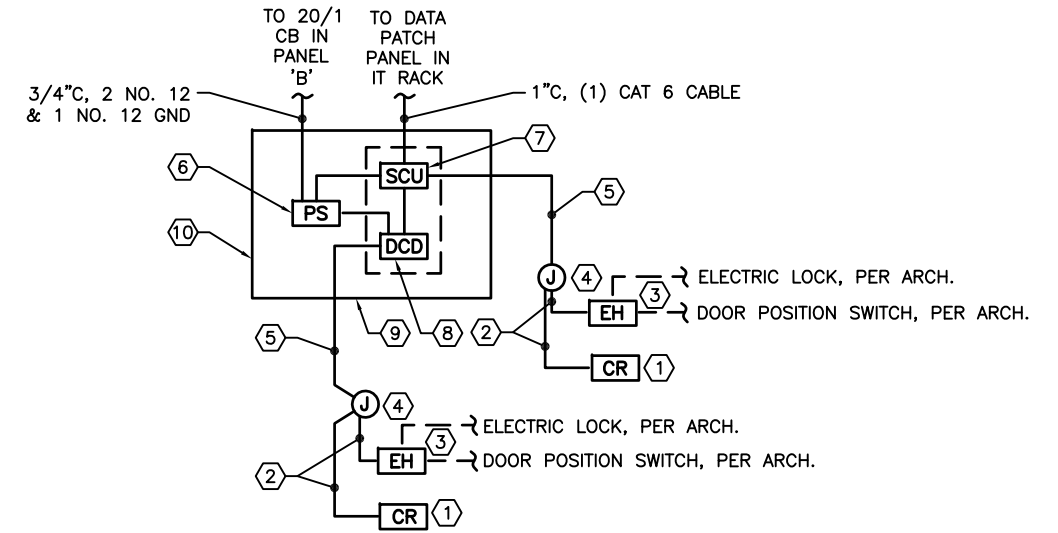 TO 20/1
CB IN
PANEL
'B'
TO DATA
PATCH
PANEL IN
IT RACK
3/4"C, 2 NO. 12
& 1 NO. 12 GND
1"C, (1) CAT 6 CABLE
7
6
SCU
5
PS
10
DCD
J
4
ELECTRIC LOCK, PER ARCH.
3
EH
DOOR POSITION SWITCH, PER ARCH.
9
8
2
5
CR
1
J
4
ELECTRIC LOCK, PER ARCH.
3
EH
DOOR POSITION SWITCH, PER ARCH.
2
CR
1